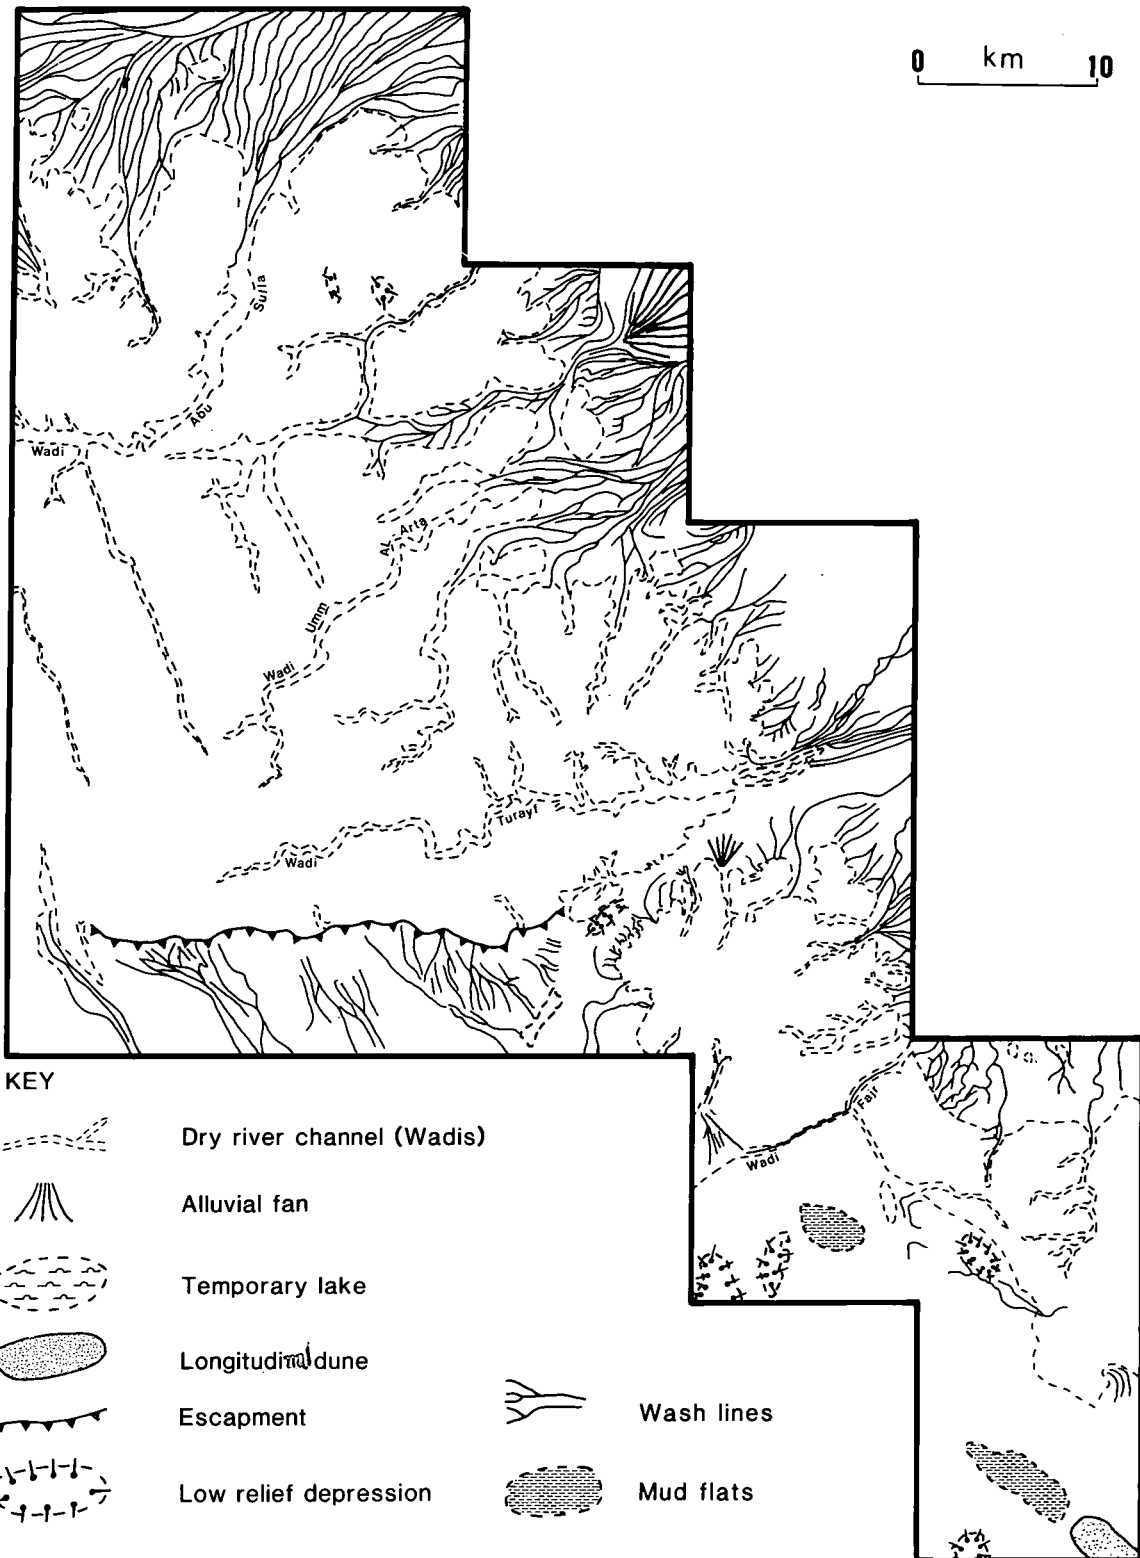 0 km 10
Sulla
Abu
Wadi
Arta
Al
Umm
Wadi
Turayf
Wadi
Fajr
Wadi
KEY
Dry river channel (Wadis)
Alluvial fan
Temporary lake
Longitudinal dune
Escapment
Wash lines
Low relief depression
Mud flats